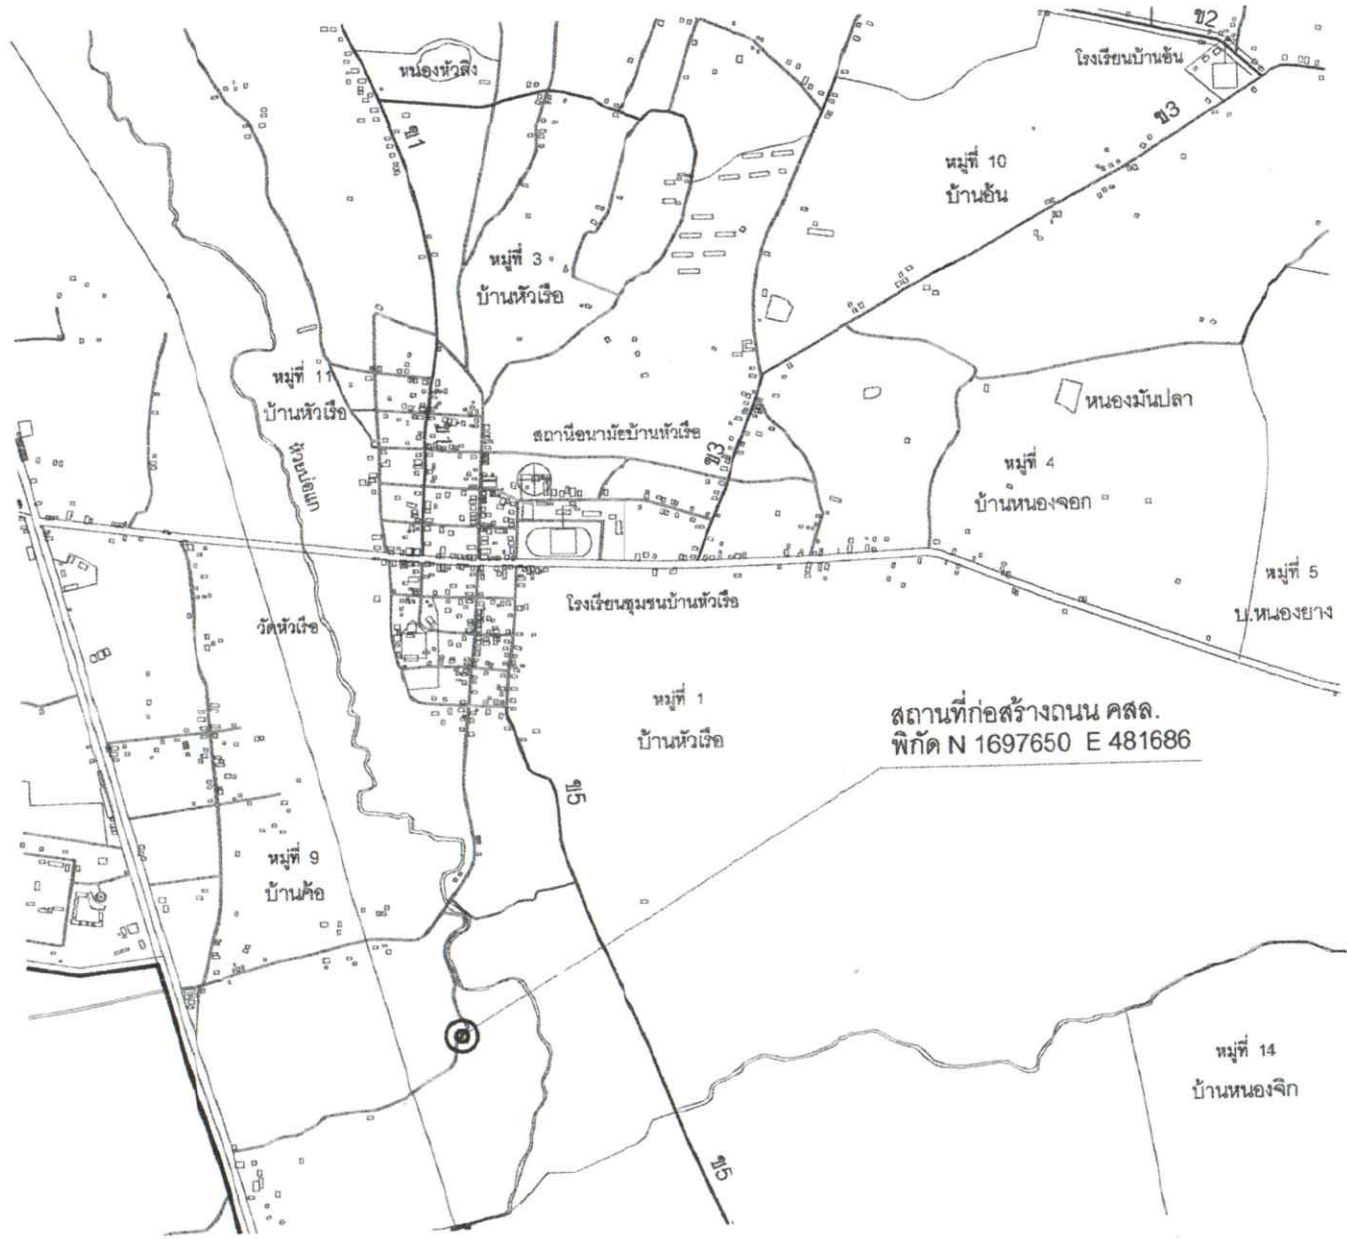 ข2
โรงเรียนบ้านอ้น
หนองหัวลิง
ข1
ข3
หมู่ที่ 10
บ้านอ้น
หมู่ที่ 3
บ้านหัวเรือ
หมู่ที่ 11
บ้านหัวเรือ
ข1
หนองมันปลา
สถานีอนามัยบ้านหัวเรือ
ข3
หมู่ที่ 4
บ้านหนองจอก
ห้วยบ่อแก
หมู่ที่ 5
บ.หนองยาง
โรงเรียนชุมชนบ้านหัวเรือ
วัดหัวเรือ
หมู่ที่ 1
บ้านหัวเรือ
สถานที่ก่อสร้างถนน คสล.
พิกัด N 1697650 E 481686
ข5
หมู่ที่ 9
บ้านค้อ
หมู่ที่ 14
บ้านหนองจิก
ข5